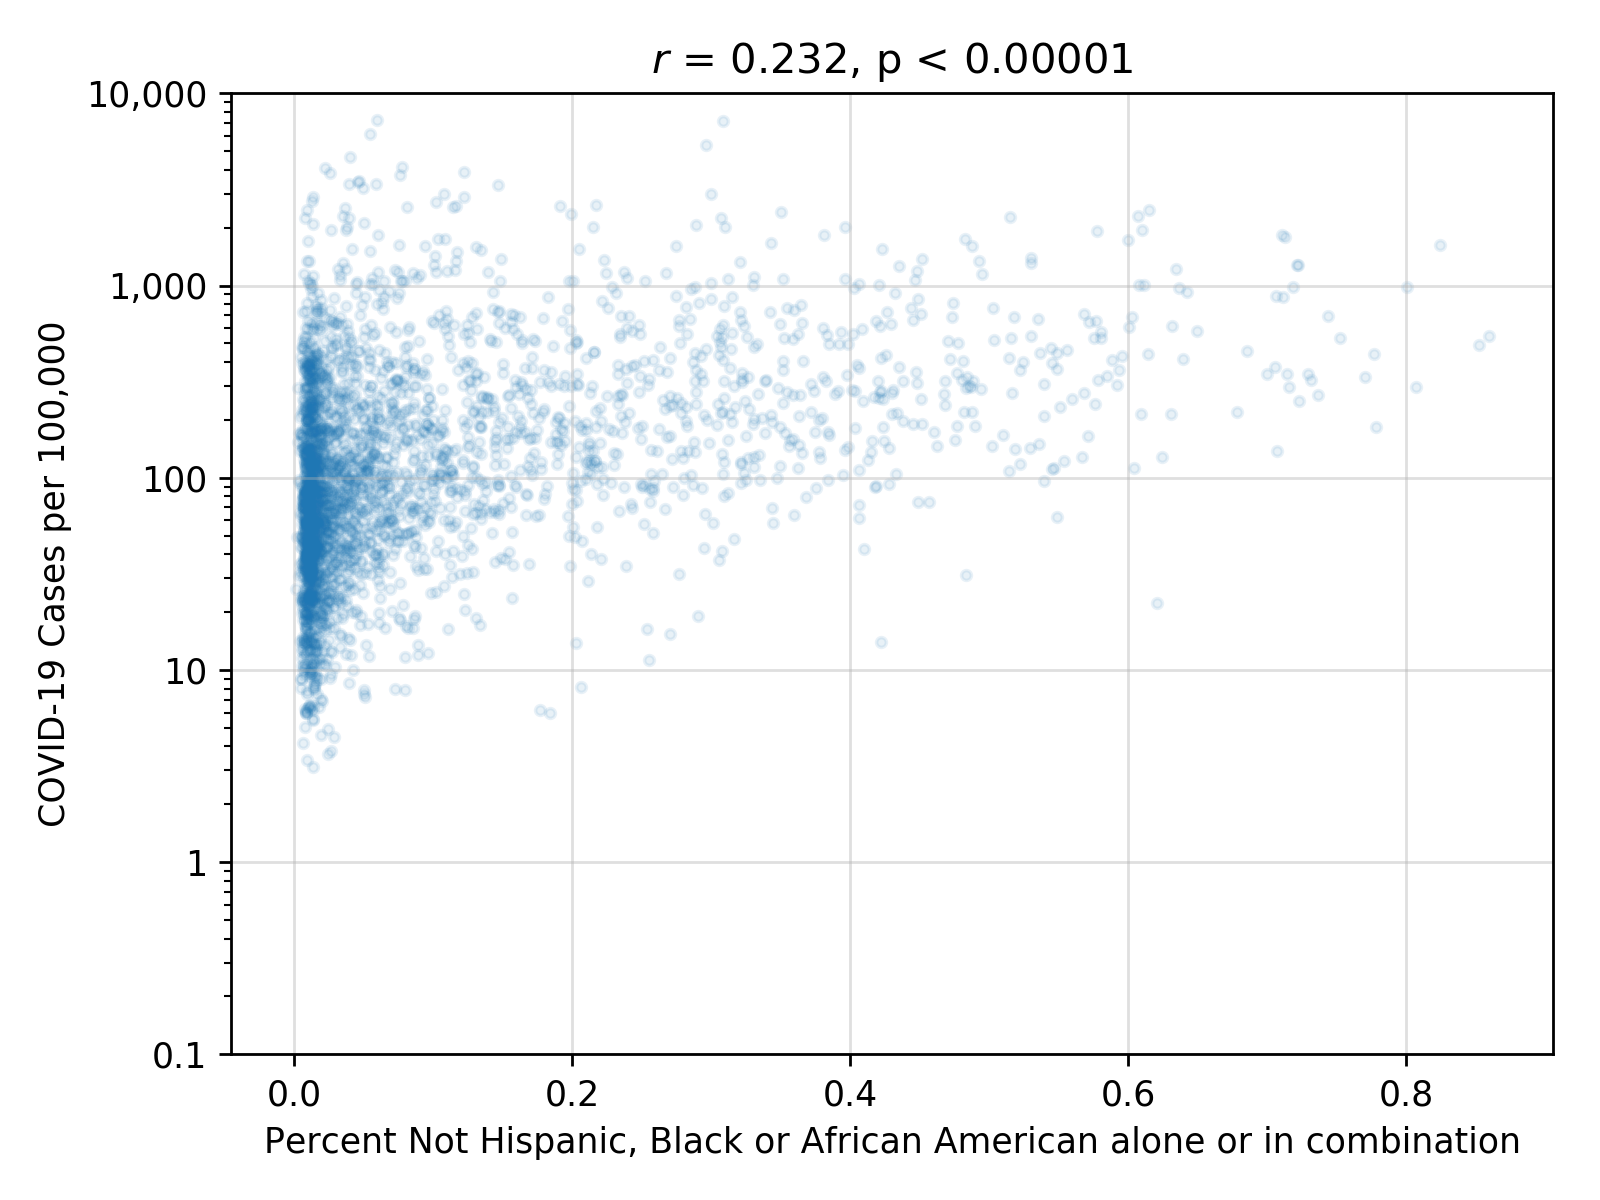 r = 0.232, p < 0.00001
10,000
1,000
100
10
1
0.1
COVID-19 Cases per 100,000
0.0 0.2 0.4 0.6 0.8
Percent Not Hispanic, Black or African American alone or in combination